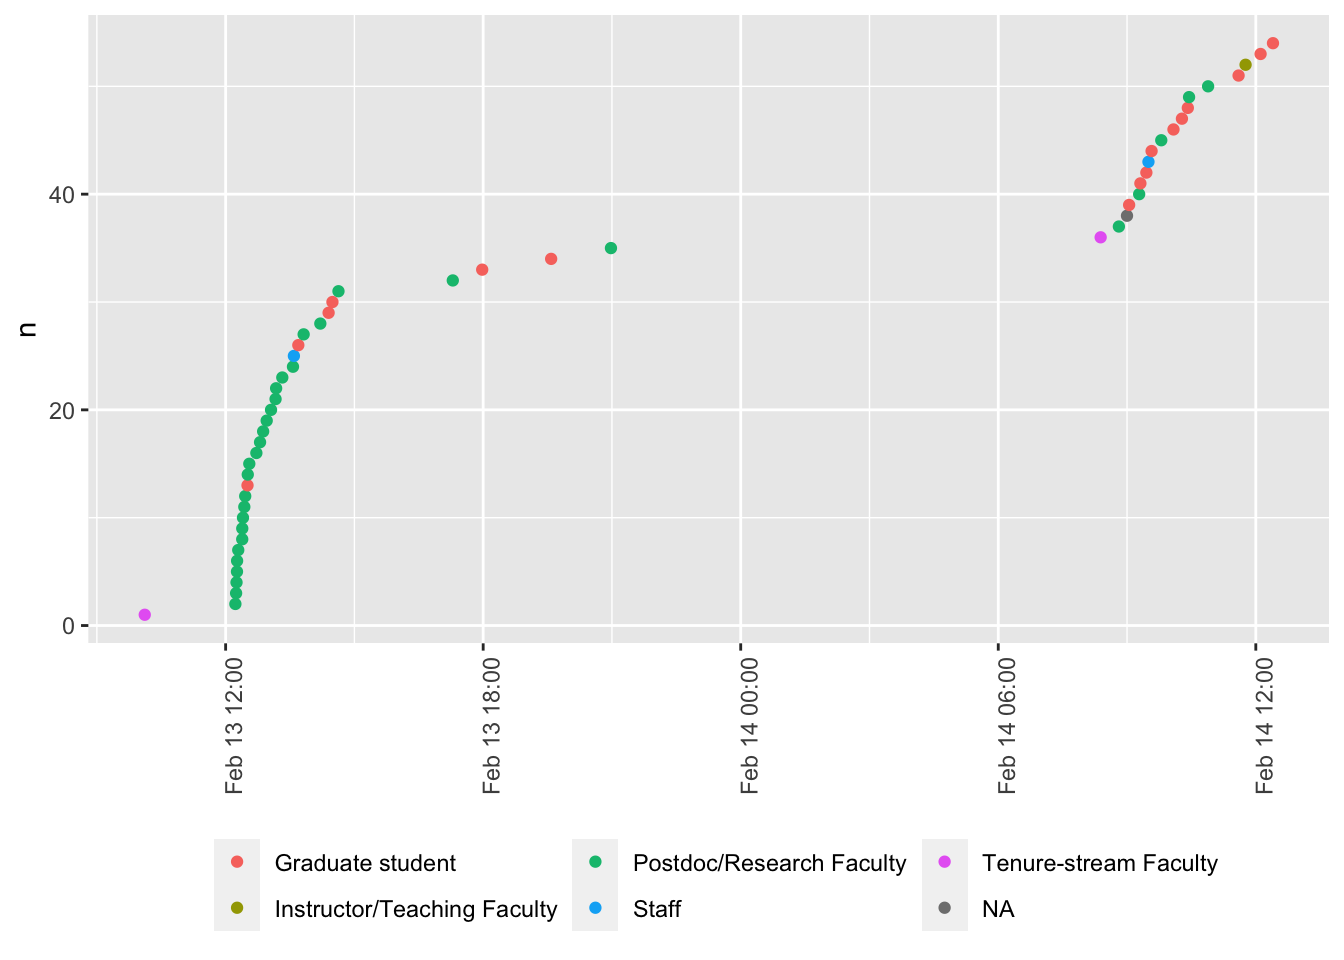 n
40
20
0
Feb 13 12:00
Feb 13 18:00
Feb 14 00:00
Feb 14 06:00
Feb 14 12:00
Graduate student
Postdoc/Research Faculty
Tenure-stream Faculty
Instructor/Teaching Faculty
Staff
NA